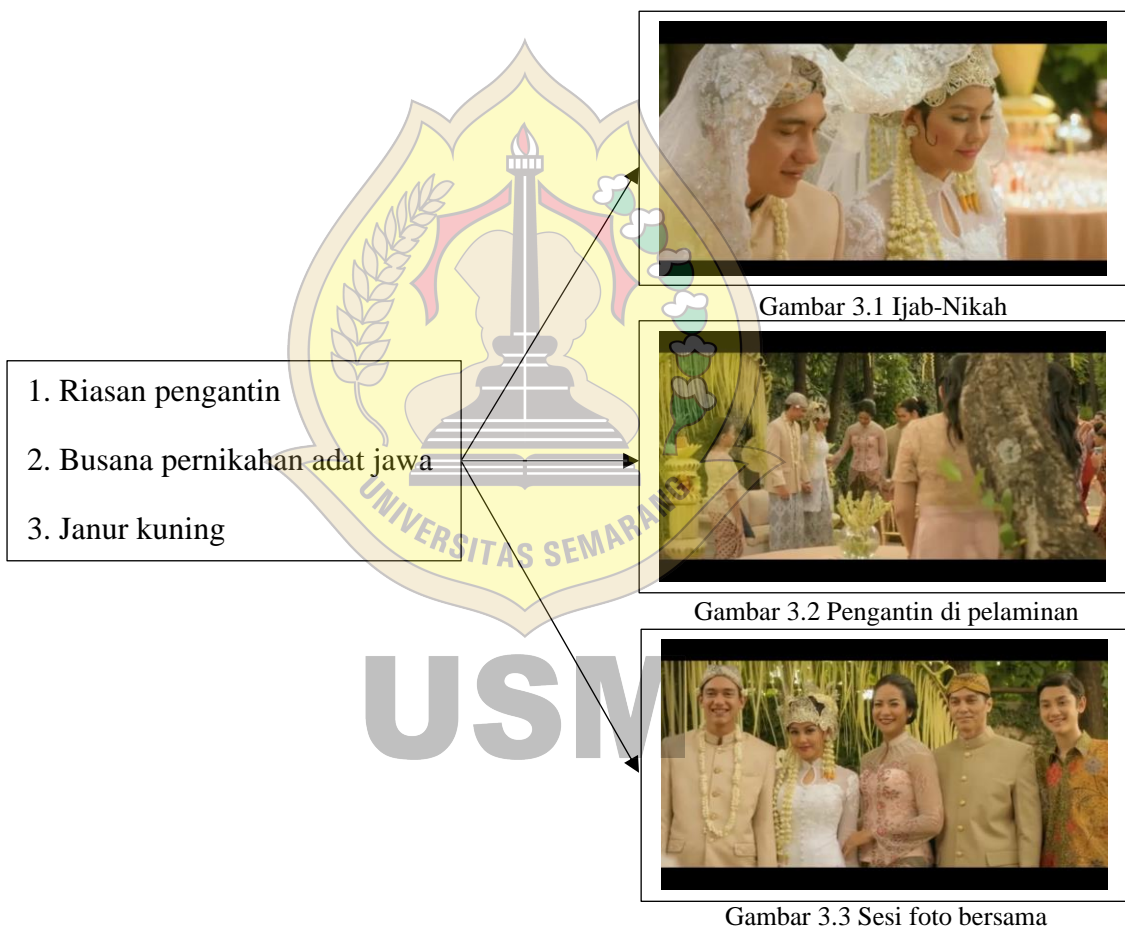 Gambar 3.1 Ijab-Nikah
1. Riasan pengantin
2. Busana pernikahan adat jawa
3. Janur kuning
UNIVERSITAS SEMARANG
Gambar 3.2 Pengantin di pelaminan
USM
Gambar 3.3 Sesi foto bersama